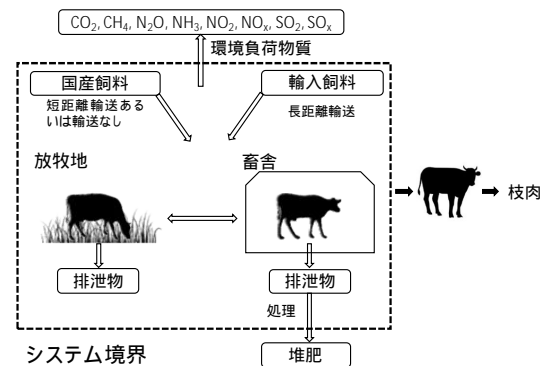 CO2, CH4, N2O, NH3, NO2, NOx, SO2, SOx
環境負荷物質
国産飼料
輸入飼料
短距離輸送ある
いは輸送なし
長距離輸送
放牧地
畜舎
枝肉
排泄物
排泄物
処理
堆肥
システム境界